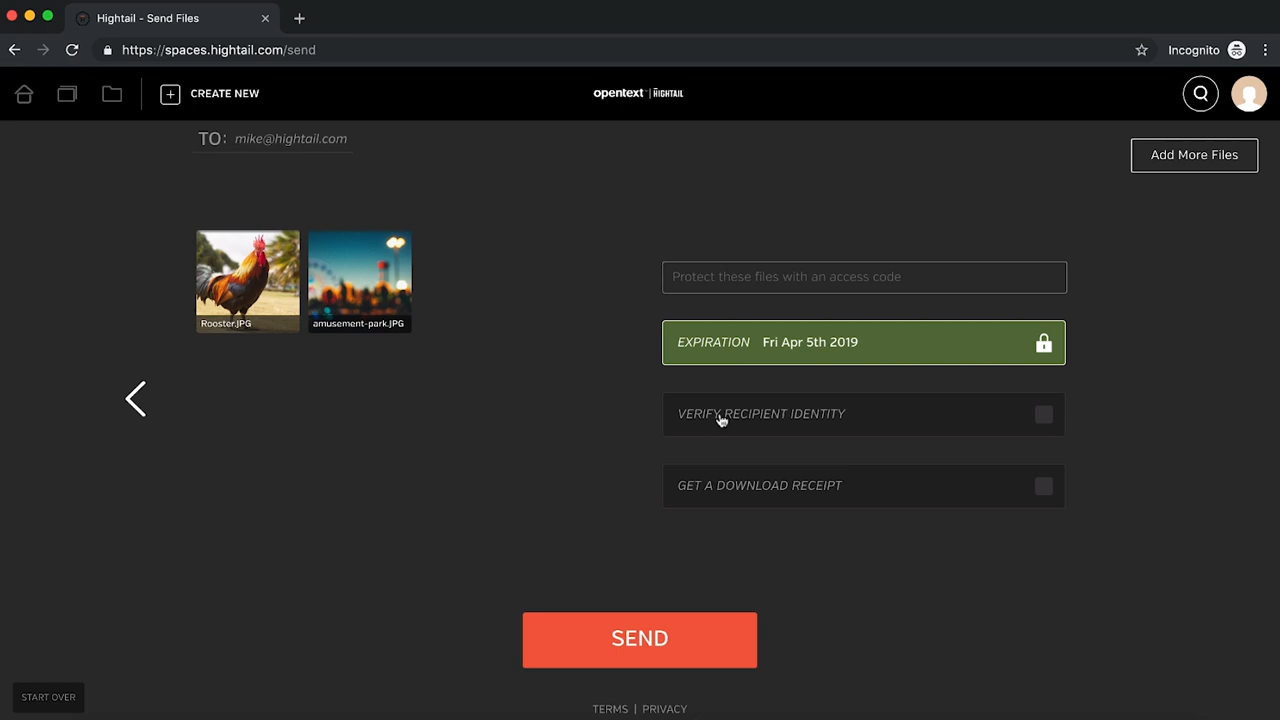 Hightail - Send Files
https://spaces.hightail.com/send
Incognito
CREATE NEW
opentext™ | HIGHTAIL
TO: mike@hightail.com
Add More Files
Rooster.JPG
amusement-park.JPG
Protect these files with an access code
EXPIRATION Fri Apr 5th 2019
VERIFY RECIPIENT IDENTITY
GET A DOWNLOAD RECEIPT
SEND
START OVER
TERMS | PRIVACY